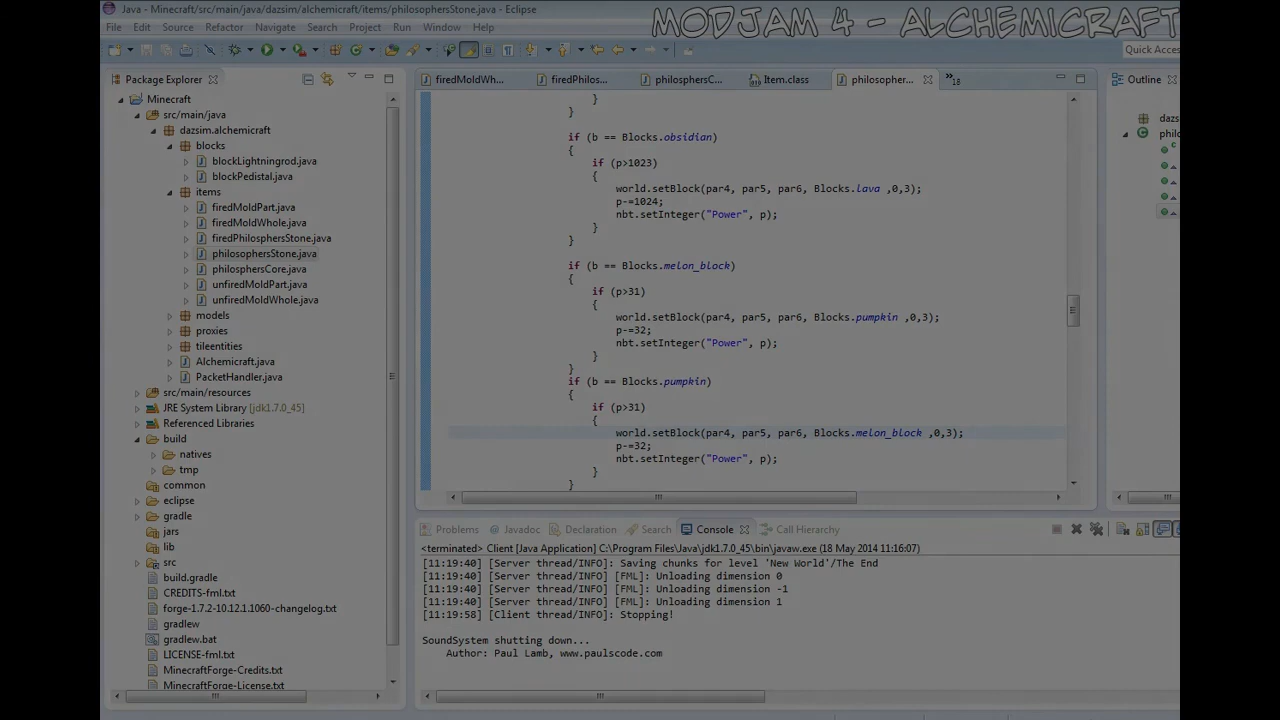 Java - Minecraft/src/main/java/dazsim/alchemicraft/items/philosophersStone.java - Eclipse
MODJAM 4 - ALCHEMICRAFT
File Edit Source Refactor Navigate Search Project Run Window Help
Quick Acces
Package Explorer
firedMoldWh...
firedPhilos...
philosphersC...
Item.class
philosopher...
»18
Outline
Minecraft
src/main/java
dazsim.alchemicraft
blocks
blockLightningrod.java
blockPedistal.java
items
firedMoldPart.java
firedMoldWhole.java
firedPhilsphersStone.java
philosophersStone.java
philosphersCore.java
unfiredMoldPart.java
unfiredMoldWhole.java
models
proxies
tileentities
Alchemicraft.java
PacketHandler.java
src/main/resources
JRE System Library [jdk1.7.0_45]
Referenced Libraries
build
natives
tmp
common
eclipse
gradle
jars
lib
src
build.gradle
CREDITS-fml.txt
forge-1.7.2-10.12.1.1060-changelog.txt
gradlew
gradlew.bat
LICENSE-fml.txt
MinecraftForge-Credits.txt
MinecraftForge-License.txt
}
}
if (b == Blocks.obsidian)
{
if (p>1023)
{
world.setBlock(par4, par5, par6, Blocks.lava ,0,3);
p-=1024;
nbt.setInteger("Power", p);
}
}
if (b == Blocks.melon_block)
{
if (p>31)
{
world.setBlock(par4, par5, par6, Blocks.pumpkin ,0,3);
p-=32;
nbt.setInteger("Power", p);
}
}
if (b == Blocks.pumpkin)
{
if (p>31)
{
world.setBlock(par4, par5, par6, Blocks.melon_block ,0,3);
p-=32;
nbt.setInteger("Power", p);
}
}
dazs
phil
Problems Javadoc Declaration Search Console Call Hierarchy
<terminated> Client [Java Application] C:\Program Files\Java\jdk1.7.0_45\bin\javaw.exe (18 May 2014 11:16:07)
[11:19:40] [Server thread/INFO]: Saving chunks for level 'New World'/The End
[11:19:40] [Server thread/INFO] [FML]: Unloading dimension 0
[11:19:40] [Server thread/INFO] [FML]: Unloading dimension -1
[11:19:40] [Server thread/INFO] [FML]: Unloading dimension 1
[11:19:58] [Client thread/INFO]: Stopping!
SoundSystem shutting down...
Author: Paul Lamb, www.paulscode.com